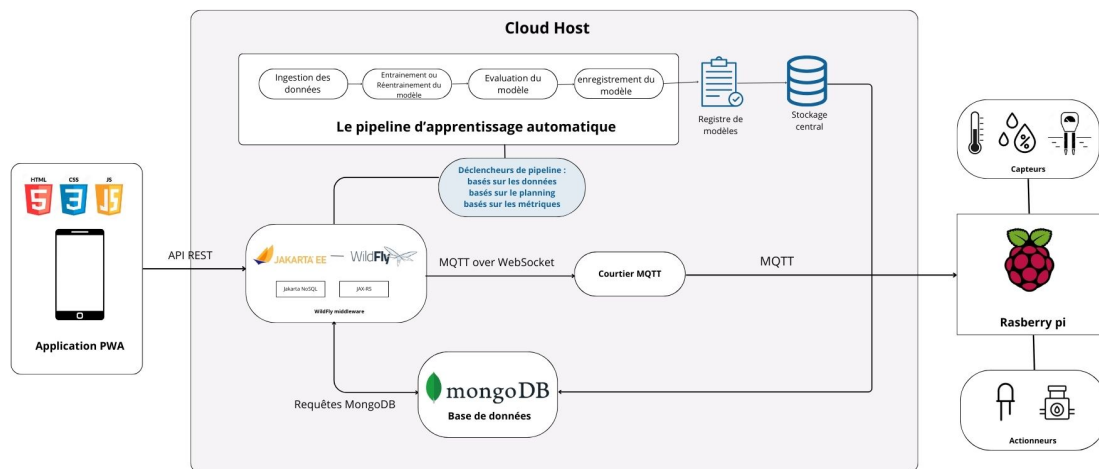 Cloud Host
Ingestion des
données
Entrainement ou
Réentrainement du
modèle
Evaluation du
modèle
enregistrement du
modèle
Le pipeline d'apprentissage automatique
Registre de
modèles
Stockage
central
Déclencheurs de pipeline :
basés sur les données
basés sur le planning
basés sur les métriques
HTML
CSS
JS
5
3
JS
Application PWA
API REST
JAKARTA EE
WildFly
Jakarta NoSQL
JAX-RS
WildFly middleware
MQTT over WebSocket
Courtier MQTT
MQTT
Requêtes MongoDB
mongoDB
Base de données
%
Capteurs
Rasberry pi
Actionneurs